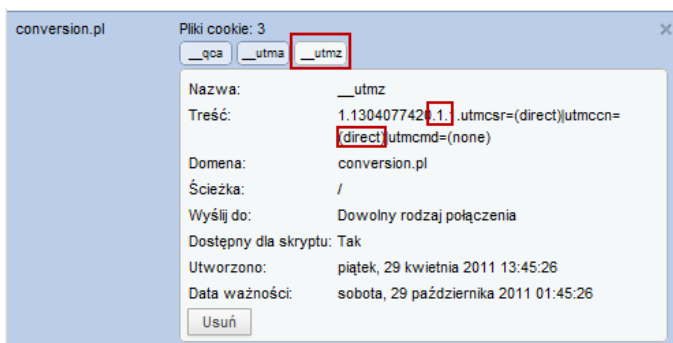 conversion.pl Pliki cookie: 3
__qca __utma __utmz
Nazwa: __utmz
Treść: 1.1304077420.1.1.utmcsr=(direct)|utmccn=
(direct)|utmcmd=(none)
Domena: conversion.pl
Ścieżka: /
Wyślij do: Dowolny rodzaj połączenia
Dostępny dla skryptu: Tak
Utworzono: piątek, 29 kwietnia 2011 13:45:26
Data ważności: sobota, 29 października 2011 01:45:26
Usuń